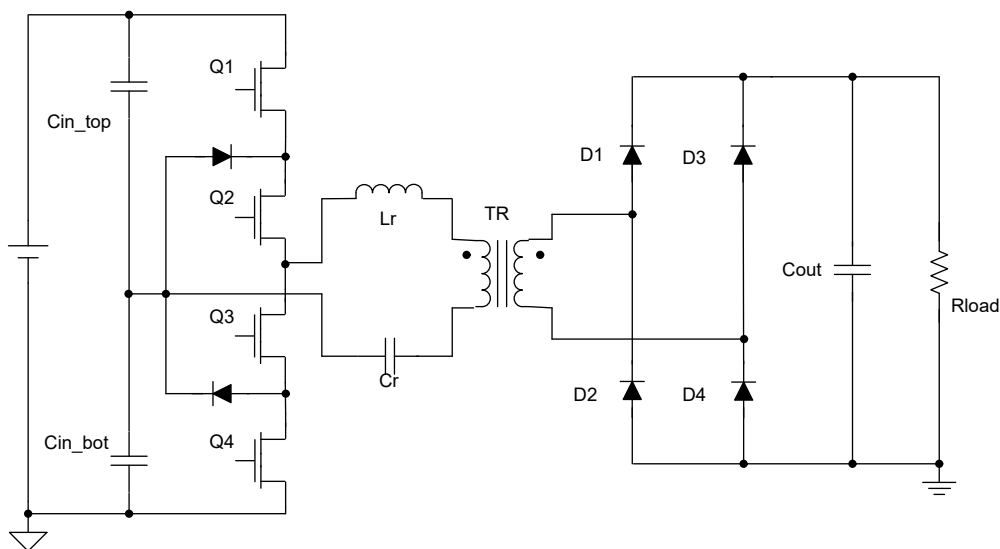 Q1
Cin_top
D1
D3
Q2
Lr
TR
Cout
Q3
Rload
Cr
D2
D4
Cin_bot
Q4